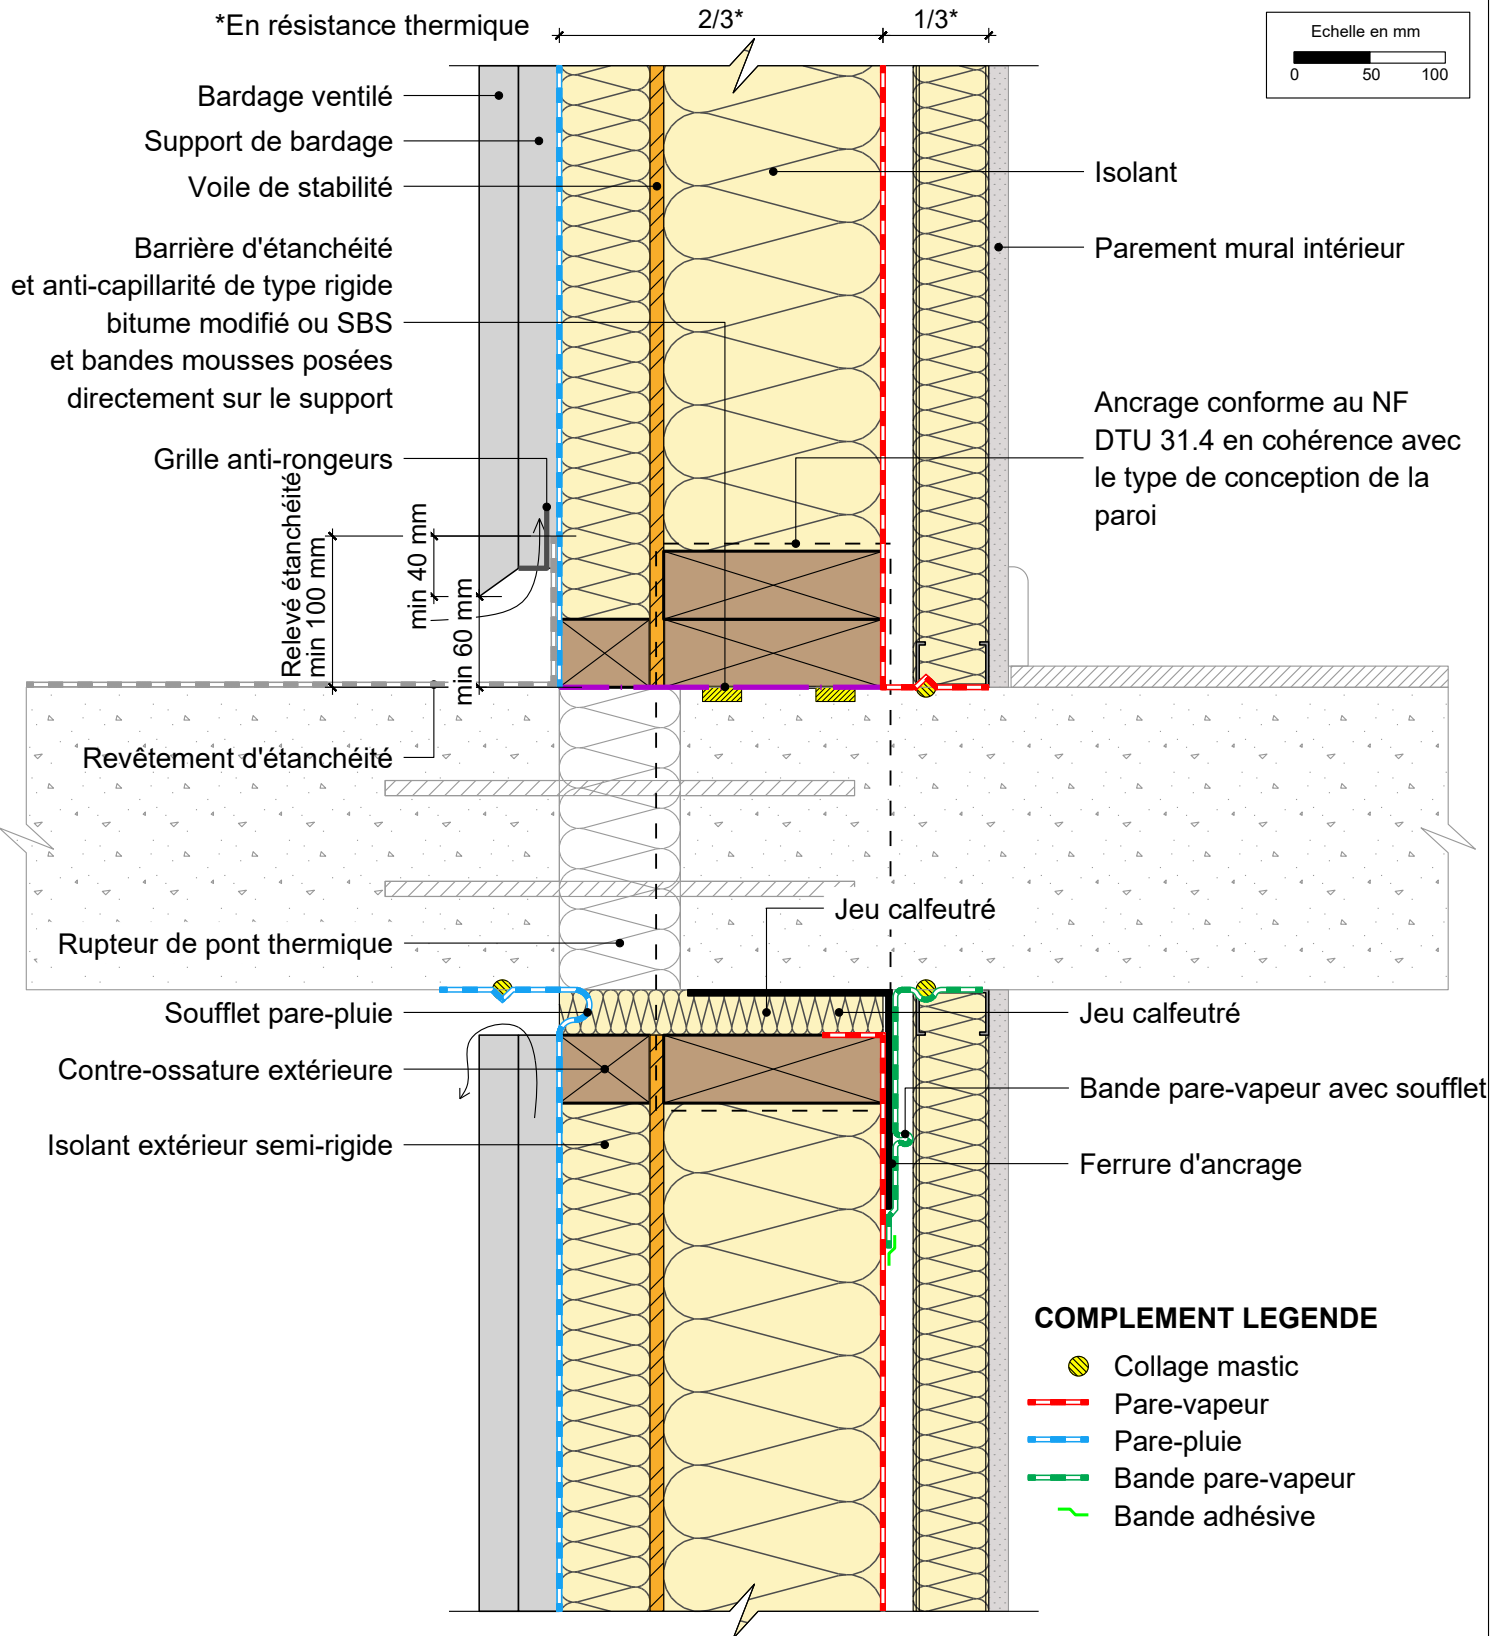 *En résistance thermique
2/3*
1/3*
Echelle en mm
0 50 100
Bardage ventilé
Support de bardage
Voile de stabilité
Barrière d'étanchéité
et anti-capillarité de type rigide
bitume modifié ou SBS
et bandes mousses posées
directement sur le support
Grille anti-rongeurs
Relevé étanchéité
min 100 mm
min 40 mm
min 60 mm
Revêtement d'étanchéité
Rupteur de pont thermique
Soufflet pare-pluie
Contre-ossature extérieure
Isolant extérieur semi-rigide
Isolant
Parement mural intérieur
Ancrage conforme au NF
DTU 31.4 en cohérence avec
le type de conception de la
paroi
Jeu calfeutré
Jeu calfeutré
Bande pare-vapeur avec soufflet
Ferrure d'ancrage
COMPLEMENT LEGENDE
Collage mastic
Pare-vapeur
Pare-pluie
Bande pare-vapeur
Bande adhésive